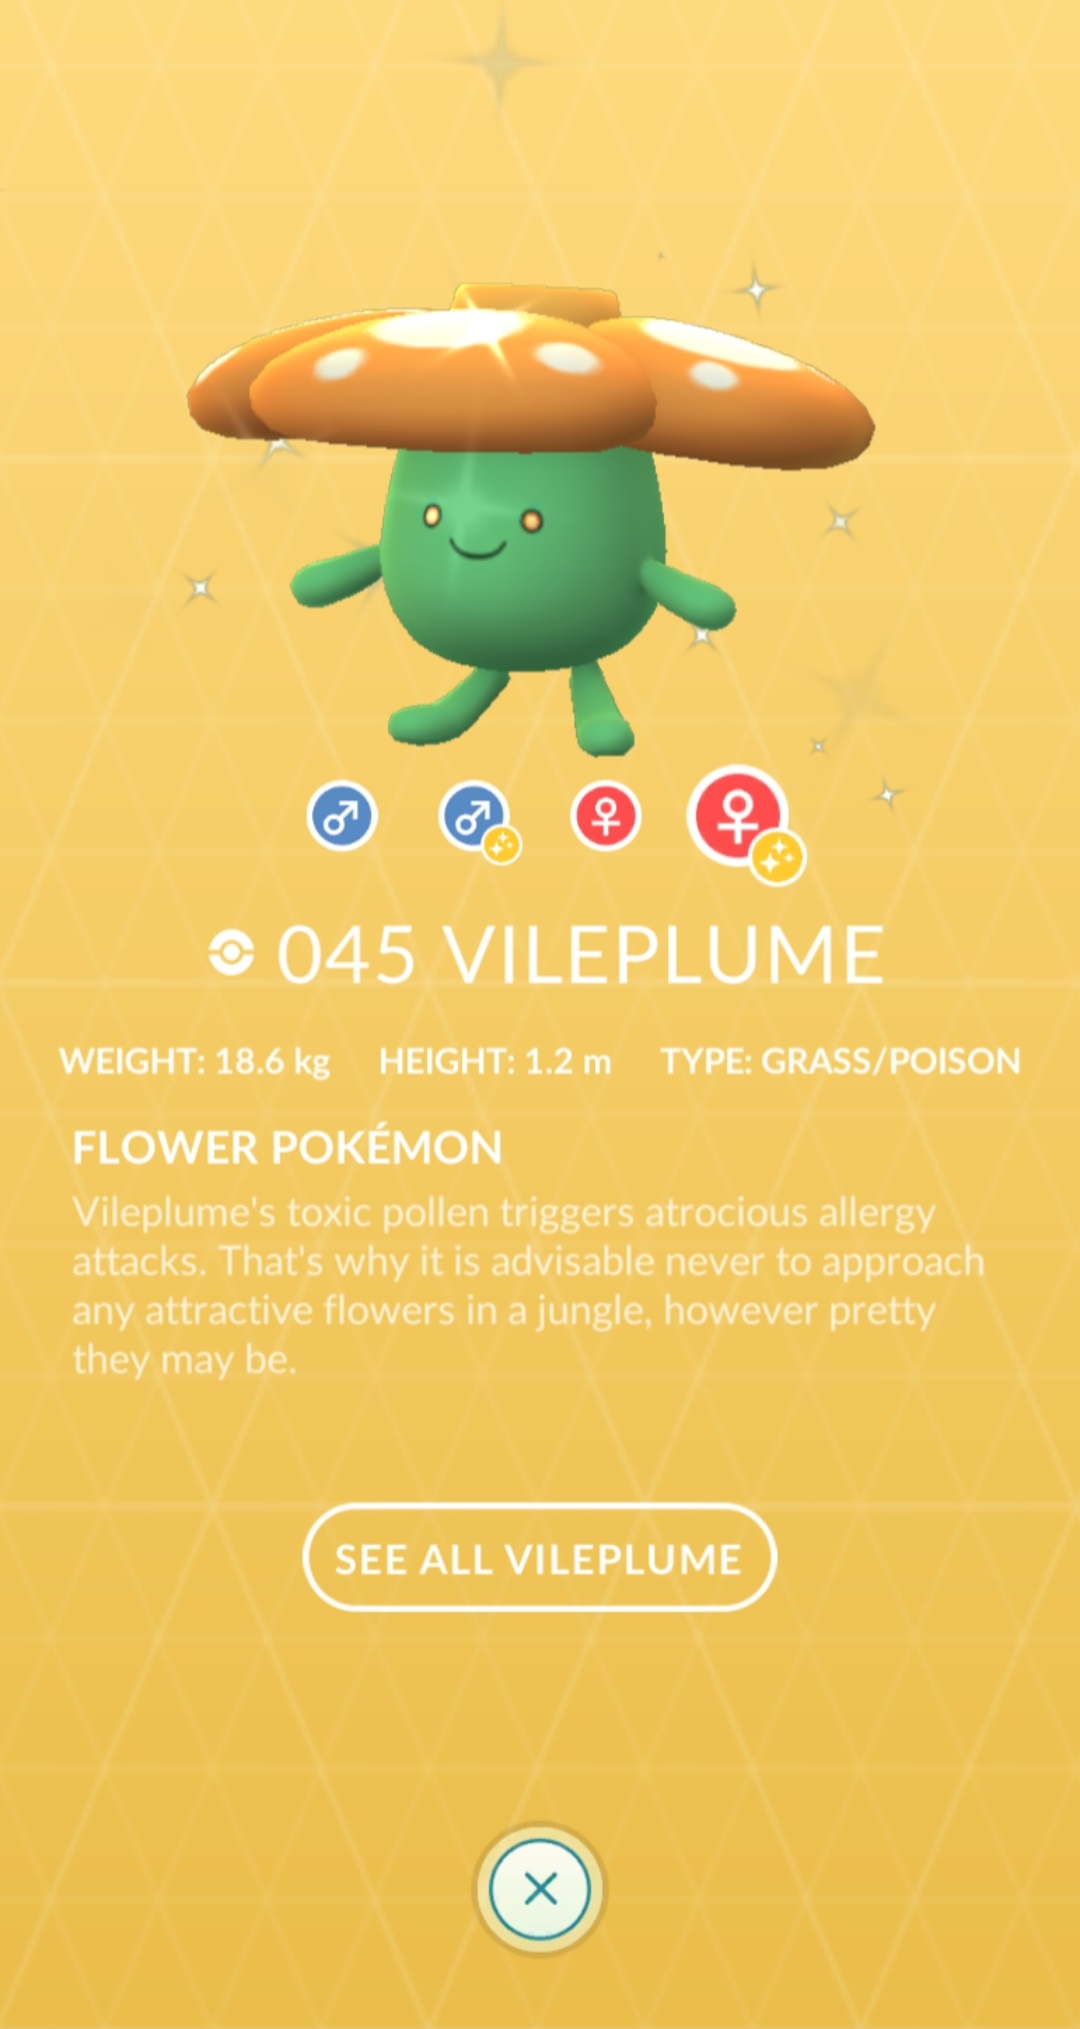 045 VILEPLUME
WEIGHT: 18.6 kg HEIGHT: 1.2 m TYPE: GRASS/POISON
FLOWER POKÉMON
Vileplume's toxic pollen triggers atrocious allergy
attacks. That's why it is advisable never to approach
any attractive flowers in a jungle, however pretty
they may be.
SEE ALL VILEPLUME